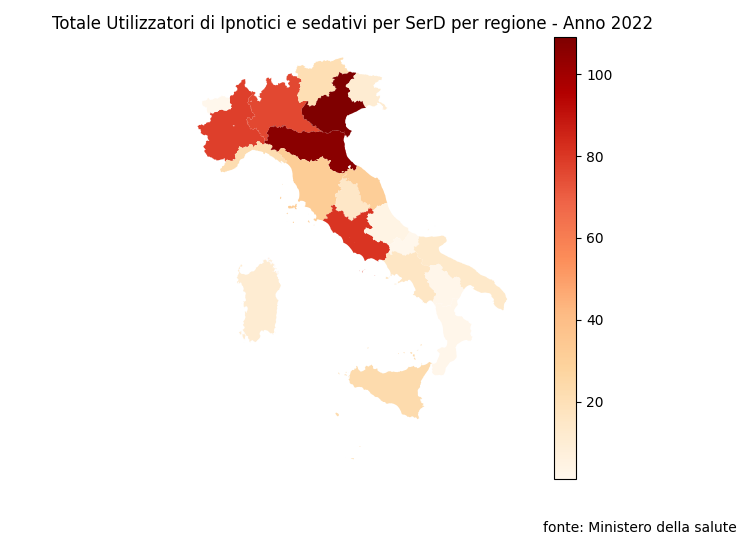 Totale Utilizzatori di Ipnotici e sedativi per SerD per regione - Anno 2022
100
80
60
40
20
fonte: Ministero della salute